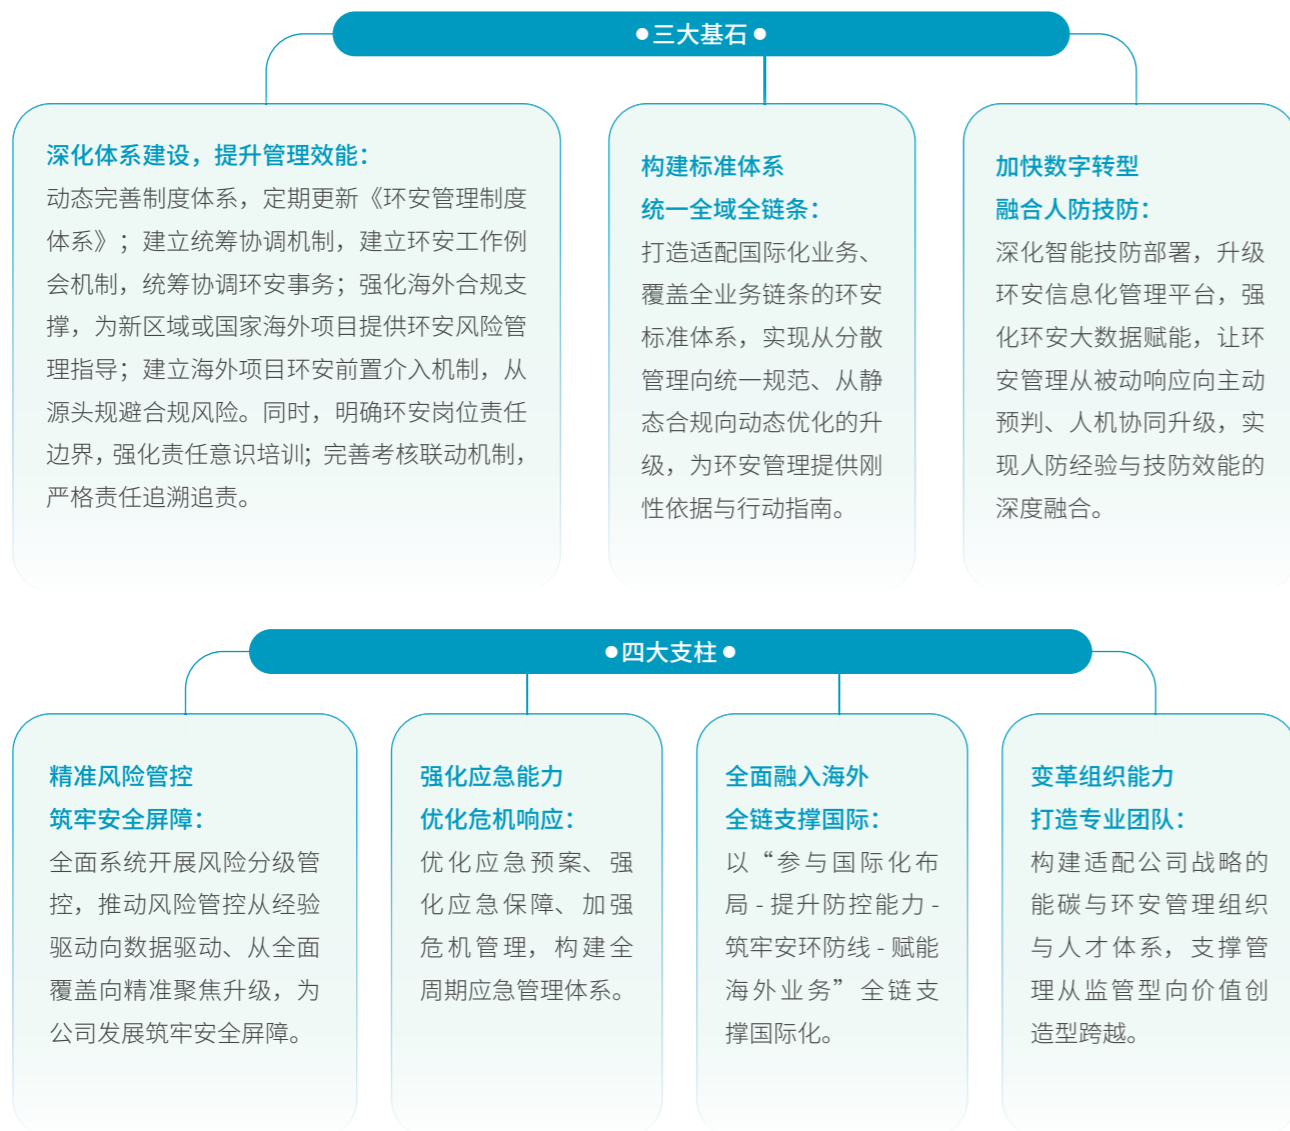 ●三大基石●
深化体系建设，提升管理效能：
动态完善制度体系，定期更新《环安管理制度
体系》；建立统筹协调机制，建立环安工作例
会机制，统筹协调环安事务；强化海外合规支
撑，为新区域或国家海外项目提供环安风险管
理指导；建立海外项目环安前置介入机制，从
源头规避合规风险。同时，明确环安岗位责任
边界，强化责任意识培训；完善考核联动机制，
严格责任追溯追责。
构建标准体系
统一全域全链条：
打造适配国际化业务、
覆盖全业务链条的环安
标准体系，实现从分散
管理向统一规范、从静
态合规向动态优化的升
级，为环安管理提供刚
性依据与行动指南。
加快数字转型
融合人防技防：
深化智能技防部署，升级
环安信息化管理平台，强
化环安大数据赋能，让环
安管理从被动响应向主动
预判、人机协同升级，实
现人防经验与技防效能的
深度融合。
●四大支柱●
精准风险管控
筑牢安全屏障：
全面系统开展风险分级管
控，推动风险管控从经验
驱动向数据驱动、从全面
覆盖向精准聚焦升级，为
公司发展筑牢安全屏障。
强化应急能力
优化危机响应：
优化应急预案、强
化应急保障、加强
危机管理，构建全
周期应急管理体系。
全面融入海外
全链支撑国际：
以“参与国际化布
局 - 提升防控能力 -
筑牢安环防线 - 赋能
海外业务”全链支
撑国际化。
变革组织能力
打造专业团队：
构建适配公司战略的
能碳与环安管理组织
与人才体系，支撑管
理从监管型向价值创
造型跨越。